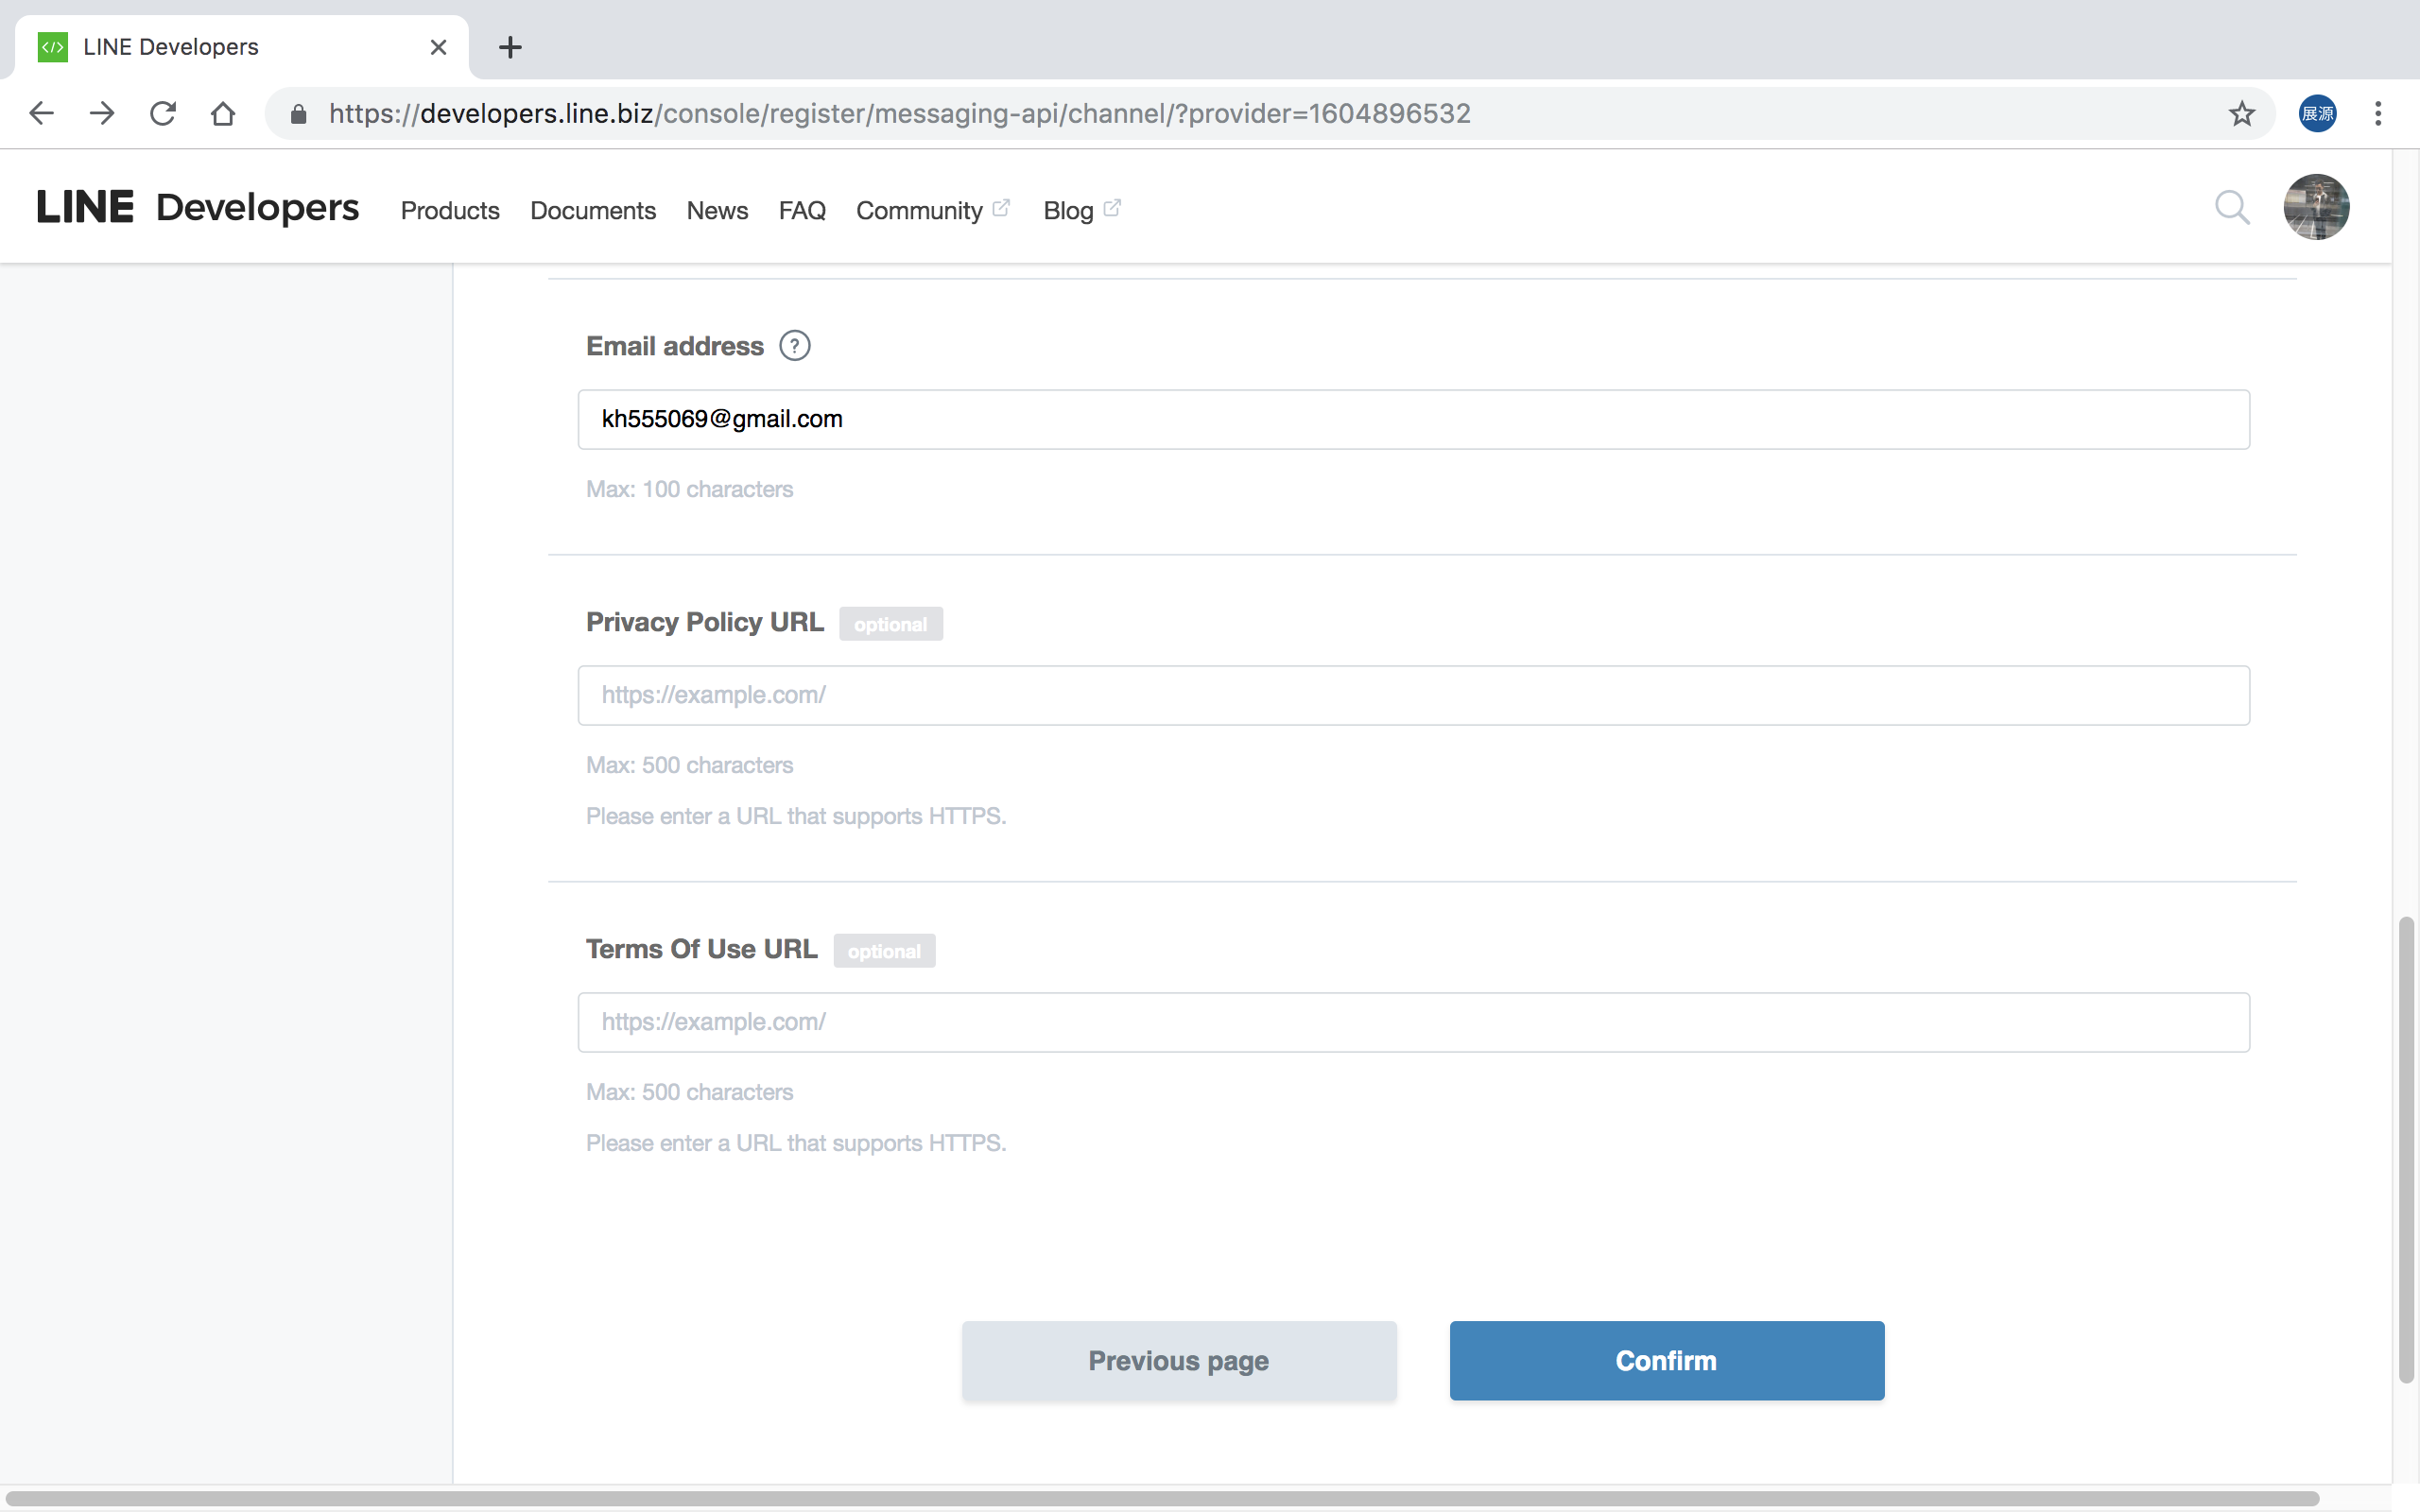 LINE Developers
https://developers.line.biz/console/register/messaging-api/channel/?provider=1604896532
展源
LINE Developers Products Documents News FAQ Community Blog
Email address ?
kh555069@gmail.com
Max: 100 characters
Privacy Policy URL optional
https://example.com/
Max: 500 characters
Please enter a URL that supports HTTPS.
Terms Of Use URL optional
https://example.com/
Max: 500 characters
Please enter a URL that supports HTTPS.
Previous page Confirm